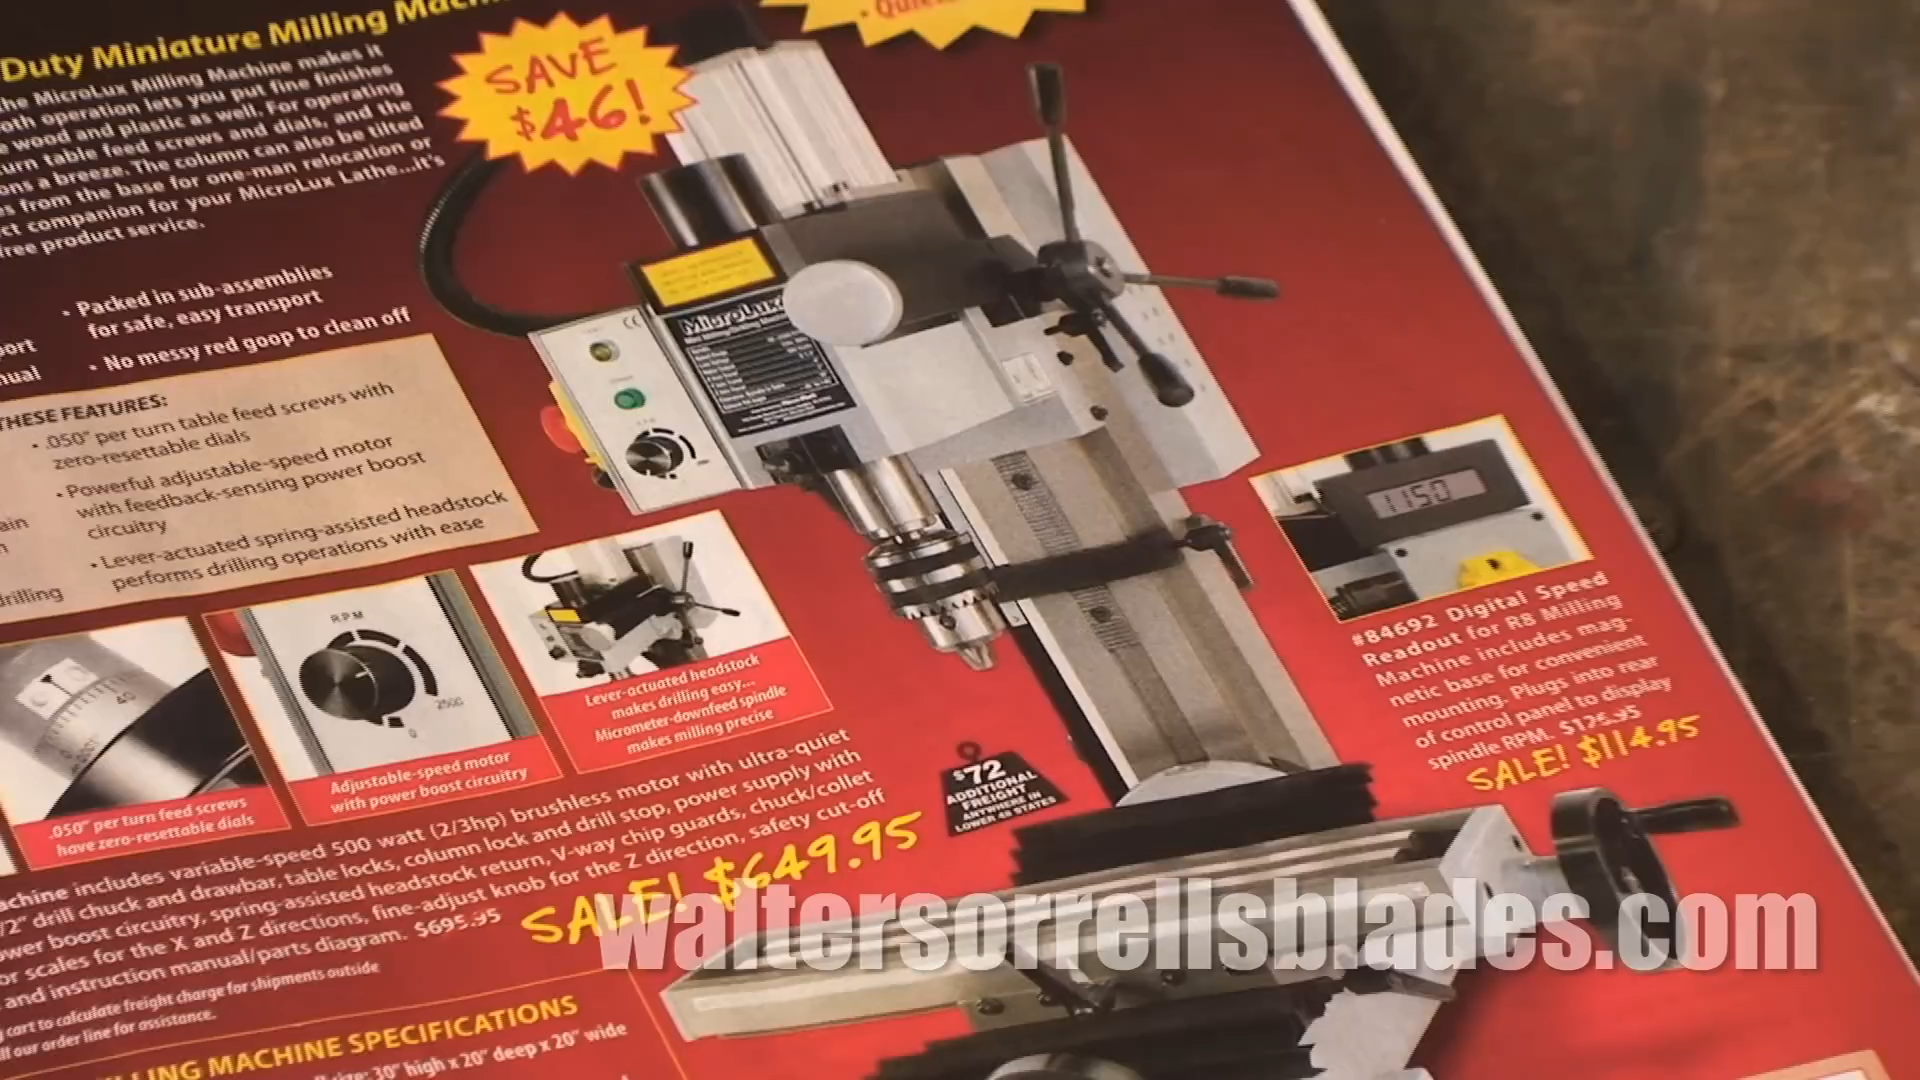 Duty Miniature Milling
he MicroLux Milling Machine makes it
oth operation lets you put fine finishes
e wood and plastic as well. For operating
urn table feed screws and dials, and the
ons a breeze. The column can also be tilted
es from the base for one-man relocation or
ct companion for your MicroLux Lathe...it's
free product service.
SAVE
$46!
• Packed in sub-assemblies
for safe, easy transport
• No messy red goop to clean off
port
nual
THESE FEATURES:
• .050" per turn table feed screws with
zero-resettable dials
• Powerful adjustable-speed motor
with feedback-sensing power boost
circuitry
• Lever-actuated spring-assisted headstock
performs drilling operations with ease
ain
drilling
MicroLux
RPM
2500
0
40
1150
.050" per turn feed screws
have zero-resettable dials
Adjustable-speed motor
with power boost circuitry
Lever-actuated headstock
makes drilling easy...
Micrometer-downfeed spindle
makes milling precise
#84692 Digital Speed
Readout for R8 Milling
Machine includes mag-
netic base for convenient
mounting. Plugs into rear
of control panel to display
spindle RPM. $126.95
SALE! $114.95
$72
ADDITIONAL
FREIGHT
ANYWHERE IN
LOWER 48 STATES
achine includes variable-speed 500 watt (2/3hp) brushless motor with ultra-quiet
/2" drill chuck and drawbar, table locks, column lock and drill stop, power supply with
ower boost circuitry, spring-assisted headstock return, V-way chip guards, chuck/collet
or scales for the X and Z directions, fine-adjust knob for the Z direction, safety cut-off
and instruction manual/parts diagram. $695.95
SALE! $649.95
cart to calculate freight charge for shipments outside
ll our order line for assistance.
LLING MACHINE SPECIFICATIONS
size: 30" high x 20" deep x 20" wide
waltersorrellsblades.com